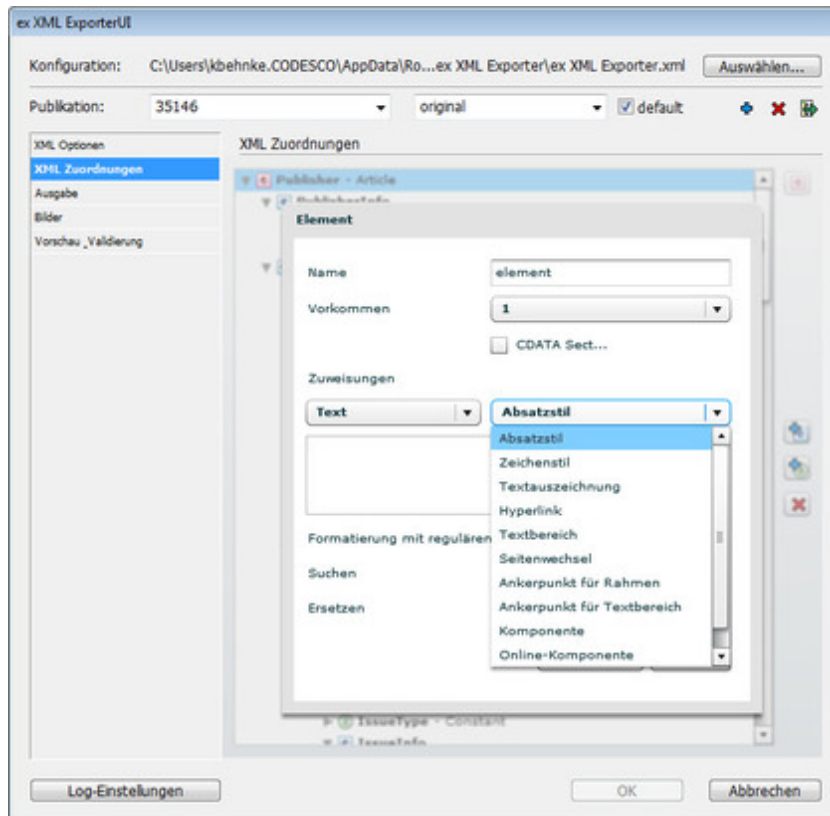 ex XML ExporterUI
Konfiguration: C:\Users\kbehnke.CODESCO\AppData\Ro...ex XML Exporter\ex XML Exporter.xml Auswählen...
Publikation: 35146 original default
XML Optionen
XML Zuordnungen
Ausgabe
Bilder
Vorschau _Validierung
XML Zuordnungen
Publisher - Article
PublisherInfo
Element
Name element
Vorkommen 1
CDATA Sect...
Zuweisungen
Text Absatzstil
Absatzstil
Zeichenstil
Textauszeichnung
Hyperlink
Textbereich
Seitenwechsel
Ankerpunkt für Rahmen
Ankerpunkt für Textbereich
Komponente
Online-Komponente
Formatierung mit regulären
Suchen
Ersetzen
IssueType - Constant
IssueInfo
Log-Einstellungen OK Abbrechen